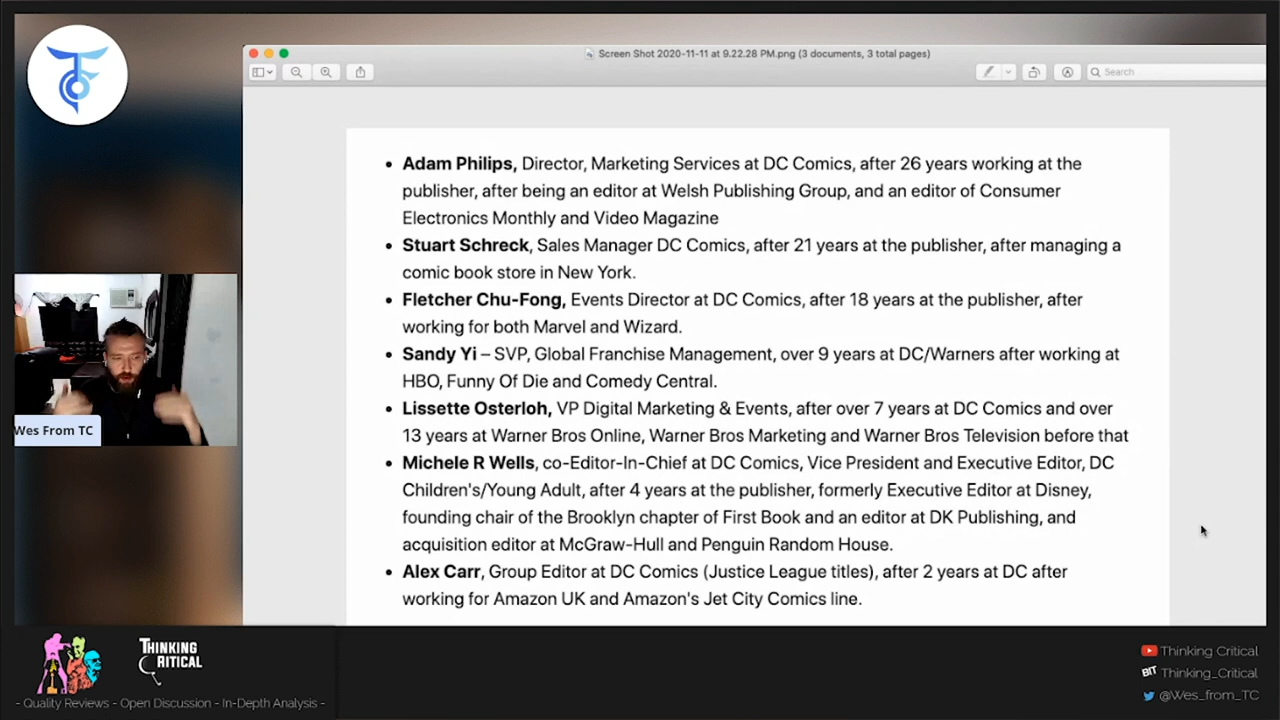 Screen Shot 2020-11-11 at 9.22.28 PM.png (3 documents, 3 total pages)
Search
• Adam Philips, Director, Marketing Services at DC Comics, after 26 years working at the
publisher, after being an editor at Welsh Publishing Group, and an editor of Consumer
Electronics Monthly and Video Magazine
• Stuart Schreck, Sales Manager DC Comics, after 21 years at the publisher, after managing a
comic book store in New York.
• Fletcher Chu-Fong, Events Director at DC Comics, after 18 years at the publisher, after
working for both Marvel and Wizard.
• Sandy Yi – SVP, Global Franchise Management, over 9 years at DC/Warners after working at
HBO, Funny Of Die and Comedy Central.
• Lissette Osterloh, VP Digital Marketing & Events, after over 7 years at DC Comics and over
13 years at Warner Bros Online, Warner Bros Marketing and Warner Bros Television before that
• Michele R Wells, co-Editor-In-Chief at DC Comics, Vice President and Executive Editor, DC
Children's/Young Adult, after 4 years at the publisher, formerly Executive Editor at Disney,
founding chair of the Brooklyn chapter of First Book and an editor at DK Publishing, and
acquisition editor at McGraw-Hull and Penguin Random House.
• Alex Carr, Group Editor at DC Comics (Justice League titles), after 2 years at DC after
working for Amazon UK and Amazon's Jet City Comics line.
Wes From TC
THINKING
CRITICAL
- Quality Reviews - Open Discussion - In-Depth Analysis -
Thinking Critical
BIT Thinking_Critical
@Wes_from_TC